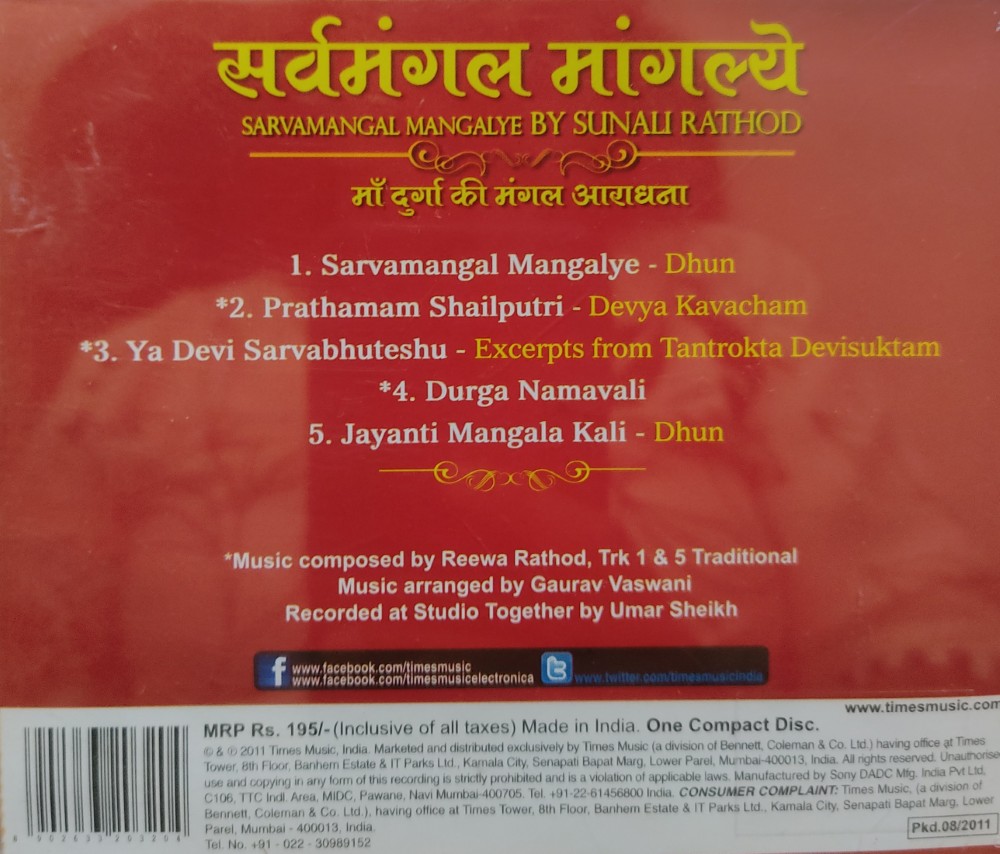 सर्वमंगल मांगल्ये
SARVAMANGAL MANGALYE BY SUNALI RATHOD
माँ दुर्गा की मंगल आराधना
1. Sarvamangal Mangalye - Dhun
*2. Prathamam Shailputri - Devya Kavacham
*3. Ya Devi Sarvabhuteshu - Excerpts from Tantrokta Devisuktam
*4. Durga Namavali
5. Jayanti Mangala Kali - Dhun
*Music composed by Reewa Rathod, Trk 1 & 5 Traditional
Music arranged by Gaurav Vaswani
Recorded at Studio Together by Umar Sheikh
f www.facebook.com/timesmusic
www.facebook.com/timesmusicelectronica
www.twitter.com/timesmusicindia
www.timesmusic.com
MRP Rs. 195/- (Inclusive of all taxes) Made in India. One Compact Disc.
© & ℗ 2011 Times Music, India. Marketed and distributed exclusively by Times Music (a division of Bennett, Coleman & Co. Ltd.) having office at Times
Tower, 8th Floor, Banhem Estate & IT Parks Ltd., Kamala City, Senapati Bapat Marg, Lower Parel, Mumbai-400013, India. All rights reserved. Unauthorise
use and copying in any form of this recording is strictly prohibited and is a violation of applicable laws. Manufactured by Sony DADC Mfg. India Pvt Ltd,
C106, TTC Indl. Area, MIDC, Pawane, Navi Mumbai-400705. Tel. +91-22-61456800 India. CONSUMER COMPLAINT: Times Music, (a division of
Bennett, Coleman & Co. Ltd.), having office at Times Tower, 8th Floor, Banhem Estate & IT Parks Ltd., Kamala City, Senapati Bapat Marg, Lower
Parel, Mumbai - 400013, India.
Tel. No. +91 - 022 - 30989152
Pkd.08/2011